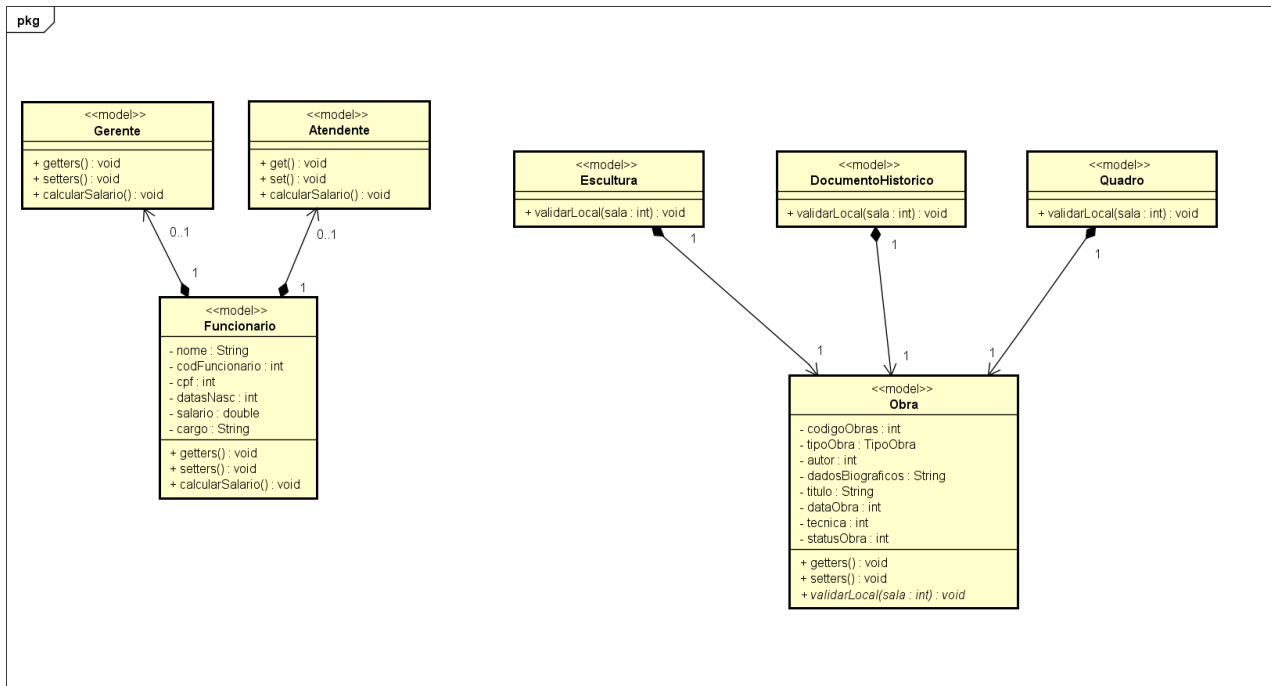 pkg
<<model>>
Gerente
+ getters() : void
+ setters() : void
+ calcularSalario() : void
<<model>>
Atendente
+ get() : void
+ set() : void
+ calcularSalario() : void
0..1
0..1
1
1
<<model>>
Funcionario
- nome : String
- codFuncionario : int
- cpf : int
- datasNasc : int
- salario : double
- cargo : String
+ getters() : void
+ setters() : void
+ calcularSalario() : void
<<model>>
Escultura
+ validarLocal(sala : int) : void
<<model>>
DocumentoHistorico
+ validarLocal(sala : int) : void
<<model>>
Quadro
+ validarLocal(sala : int) : void
1
1
1
1
1
1
<<model>>
Obra
- codigoObras : int
- tipoObra : TipoObra
- autor : int
- dadosBiograficos : String
- titulo : String
- dataObra : int
- tecnica : int
- statusObra : int
+ getters() : void
+ setters() : void
+ validarLocal(sala : int) : void